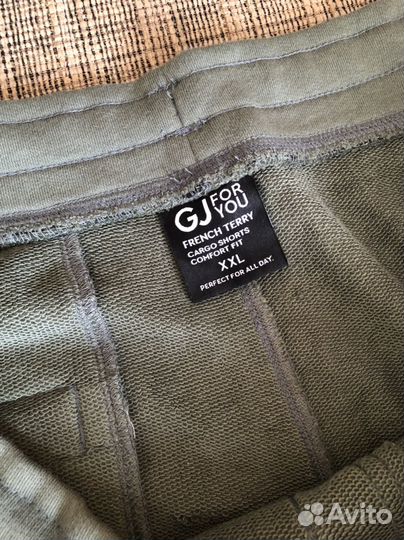 GJ FOR
YOU
FRENCH TERRY
CARGO SHORTS
COMFORT FIT
XXL
PERFECT FOR ALL DAY.
Avito